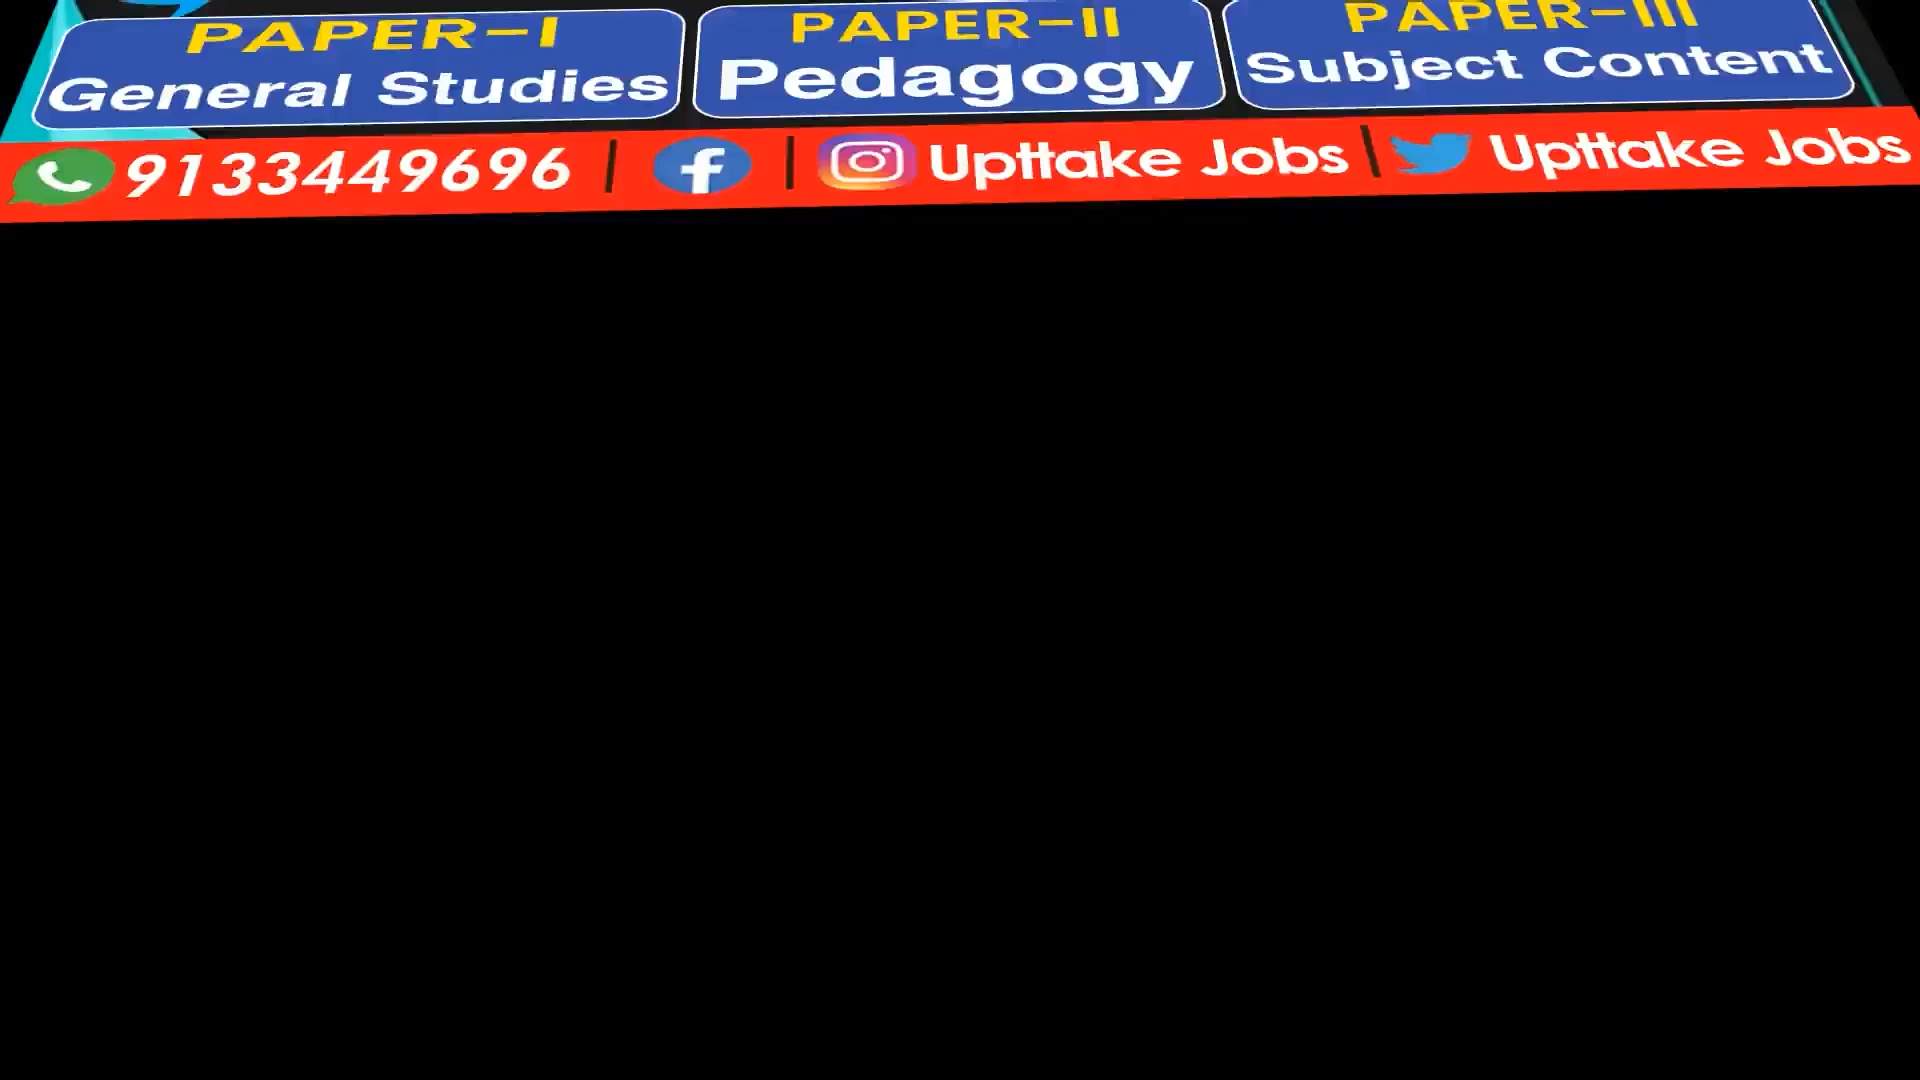 PAPER-I
General Studies
PAPER-II
Pedagogy
PAPER-III
Subject Content
9133449696 | | Upttake Jobs | Upttake Jobs